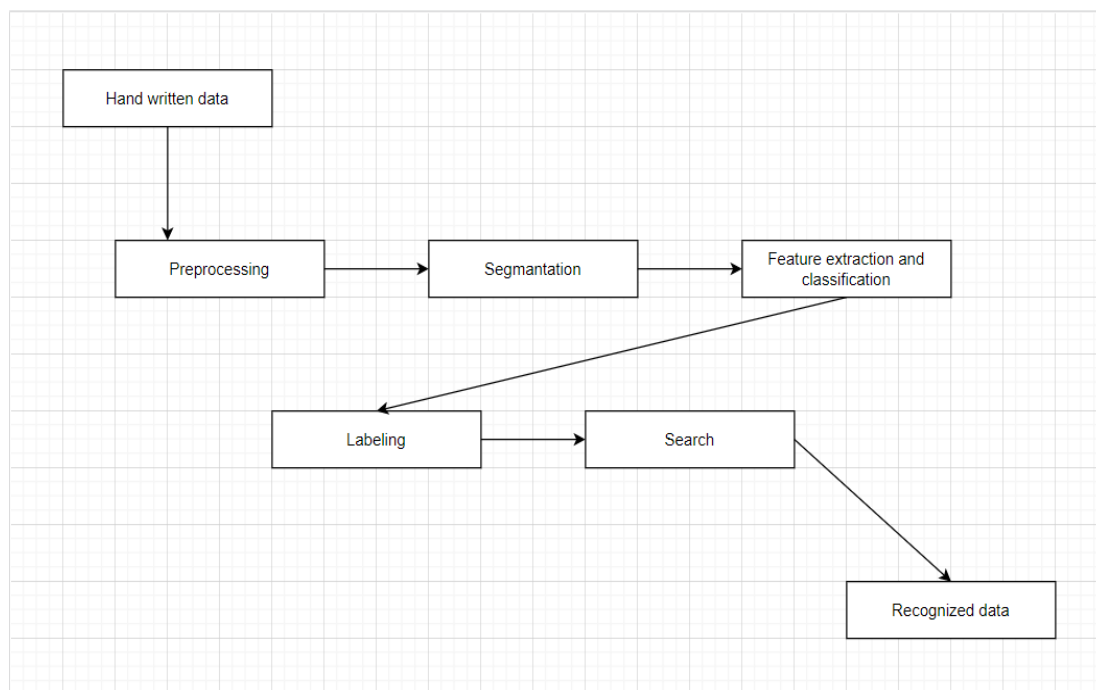 Hand written data
Preprocessing
Segmantation
Feature extraction and
classification
Labeling
Search
Recognized data